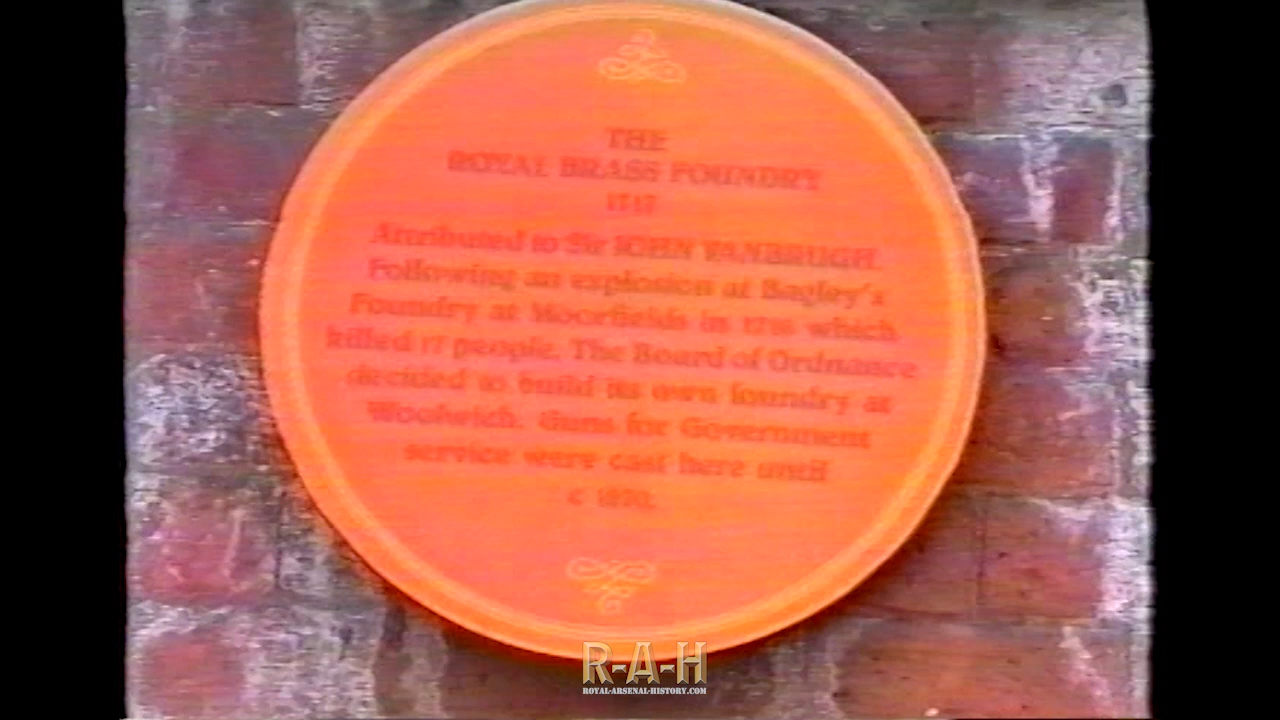 THE
ROYAL BRASS FOUNDRY
1717
Attributed to Sir JOHN VANBRUGH.
Following an explosion at Bagley's
Foundry at Moorfields in 1716 which
killed 17 people. The Board of Ordnance
decided to build its own foundry at
Woolwich. Guns for Government
service were cast here until
c
R-A-H
ROYAL-ARSENAL-HISTORY.COM